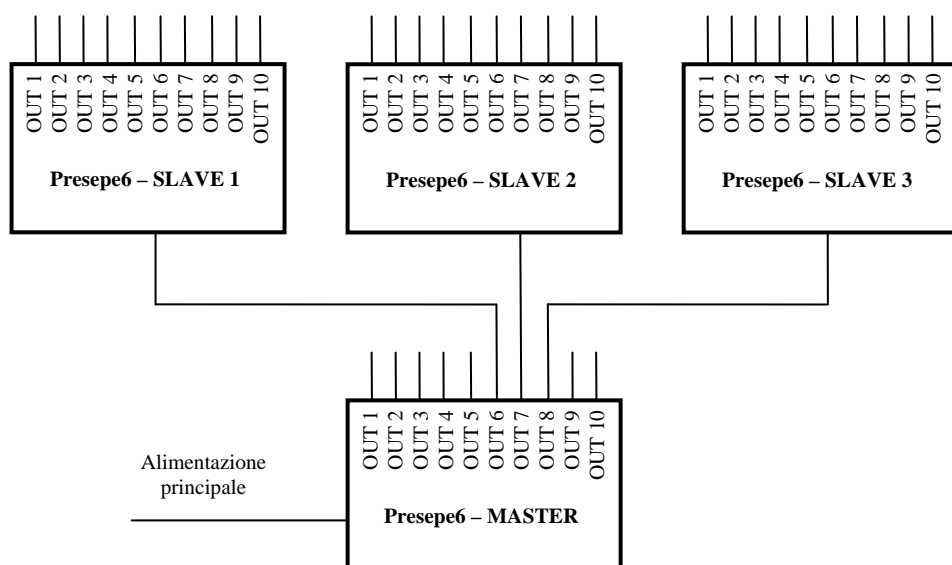 OUT 1
OUT 2
OUT 3
OUT 4
OUT 5
OUT 6
OUT 7
OUT 8
OUT 9
OUT 10
Presepe6 – SLAVE 1
OUT 1
OUT 2
OUT 3
OUT 4
OUT 5
OUT 6
OUT 7
OUT 8
OUT 9
OUT 10
Presepe6 – SLAVE 2
OUT 1
OUT 2
OUT 3
OUT 4
OUT 5
OUT 6
OUT 7
OUT 8
OUT 9
OUT 10
Presepe6 – SLAVE 3
OUT 1
OUT 2
OUT 3
OUT 4
OUT 5
OUT 6
OUT 7
OUT 8
OUT 9
OUT 10
Alimentazione
principale
Presepe6 – MASTER